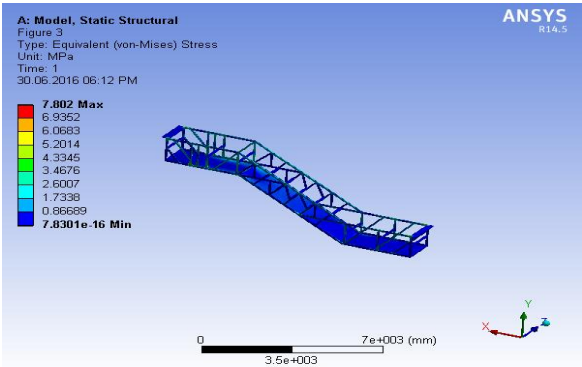 A: Model, Static Structural
Figure 3
Type: Equivalent (von-Mises) Stress
Unit: MPa
Time: 1
30.06.2016 06:12 PM
ANSYS
R14.5
7.802 Max
6.9352
6.0683
5.2014
4.3345
3.4676
2.6007
1.7338
0.86689
7.8301e-16 Min
0
7e+003 (mm)
3.5e+003
X
Y
Z